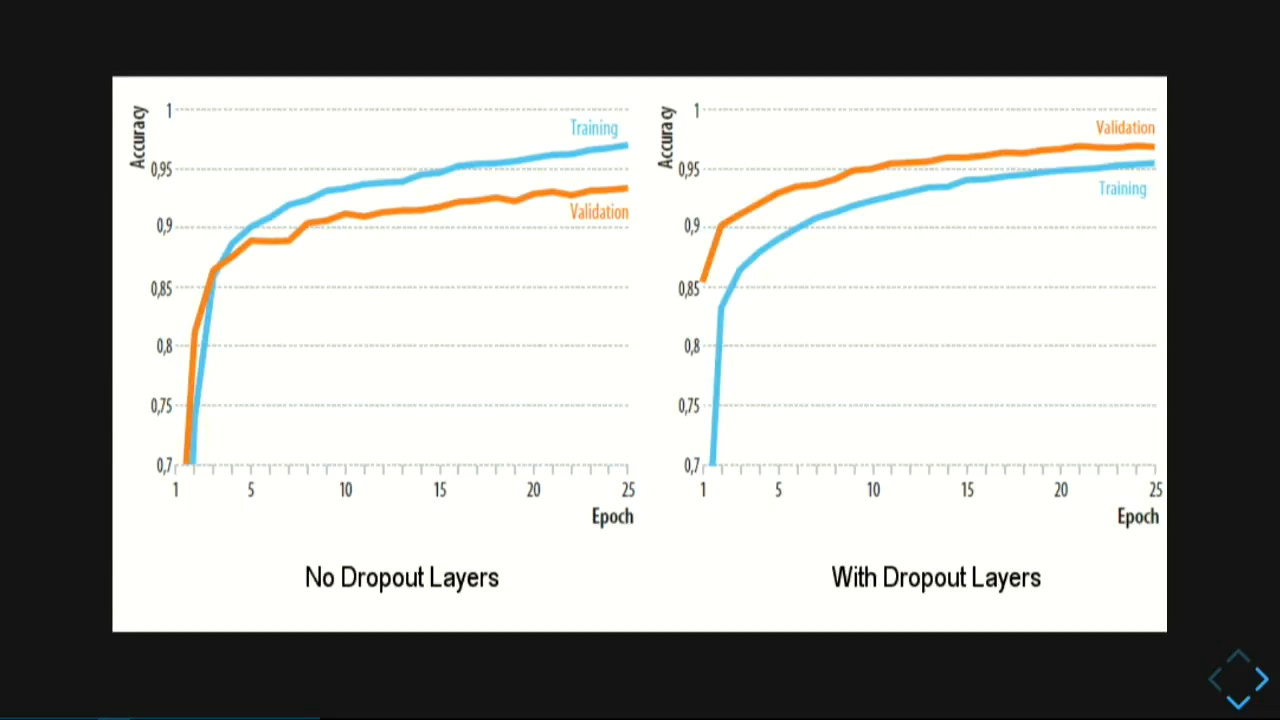 Accuracy
1
0,95
0,9
0,85
0,8
0,75
0,7
Training
Validation
1 5 10 15 20 25
Epoch
No Dropout Layers
Accuracy
1
0,95
0,9
0,85
0,8
0,75
0,7
Validation
Training
1 5 10 15 20 25
Epoch
With Dropout Layers